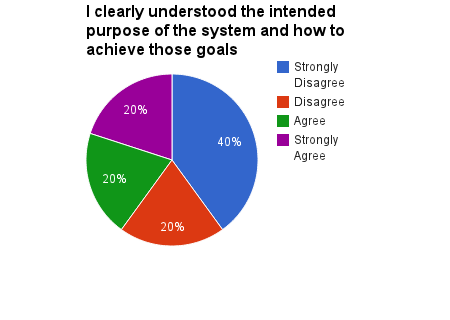 I clearly understood the intended
purpose of the system and how to
achieve those goals
Strongly
Disagree
Disagree
Agree
Strongly
Agree
20%
40%
20%
20%